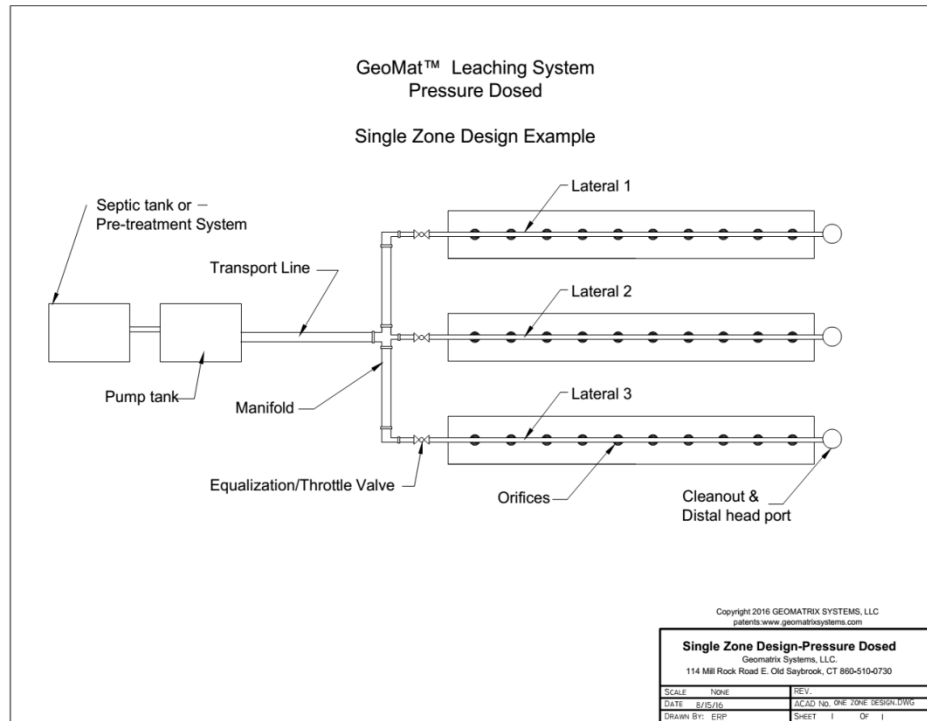 GeoMat™ Leaching System
Pressure Dosed
Single Zone Design Example
Septic tank or
Pre-treatment System
Transport Line
Pump tank
Manifold
Equalization/Throttle Valve
Lateral 1
Lateral 2
Lateral 3
Orifices
Cleanout &
Distal head port
Copyright 2016 GEOMATRIX SYSTEMS, LLC
patents:www.geomatrixsystems.com
Single Zone Design-Pressure Dosed
Geomatrix Systems, LLC.
114 Mill Rock Road E. Old Saybrook, CT 860-510-0730
SCALE NONE REV.
DATE 8/15/16 ACAD No. ONE ZONE DESIGN.DWG
DRAWN BY: ERP SHEET 1 OF 1